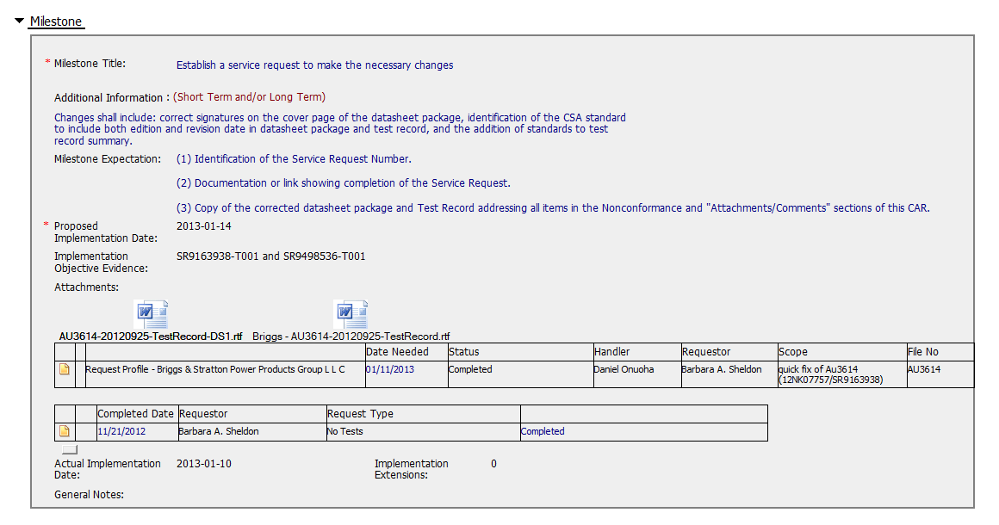 Milestone
* Milestone Title: Establish a service request to make the necessary changes
Additional Information : (Short Term and/or Long Term)
Changes shall include: correct signatures on the cover page of the datasheet package, identification of the CSA standard
to include both edition and revision date in datasheet package and test record, and the addition of standards to test
record summary.
Milestone Expectation: (1) Identification of the Service Request Number.
(2) Documentation or link showing completion of the Service Request.
(3) Copy of the corrected datasheet package and Test Record addressing all items in the Nonconformance and "Attachments/Comments" sections of this CAR.
* Proposed 2013-01-14
Implementation Date:
Implementation SR9163938-T001 and SR9498536-T001
Objective Evidence:
Attachments:
AU3614-20120925-TestRecord-DS1.rtf Briggs - AU3614-20120925-TestRecord.rtf
Date Needed Status Handler Requestor Scope File No
Request Profile - Briggs & Stratton Power Products Group L L C 01/11/2013 Completed Daniel Onuoha Barbara A. Sheldon quick fix of Au3614 AU3614
(12NK07757/SR9163938)
Completed Date Requestor Request Type
11/21/2012 Barbara A. Sheldon No Tests Completed
Actual Implementation 2013-01-10 Implementation 0
Date: Extensions:
General Notes: